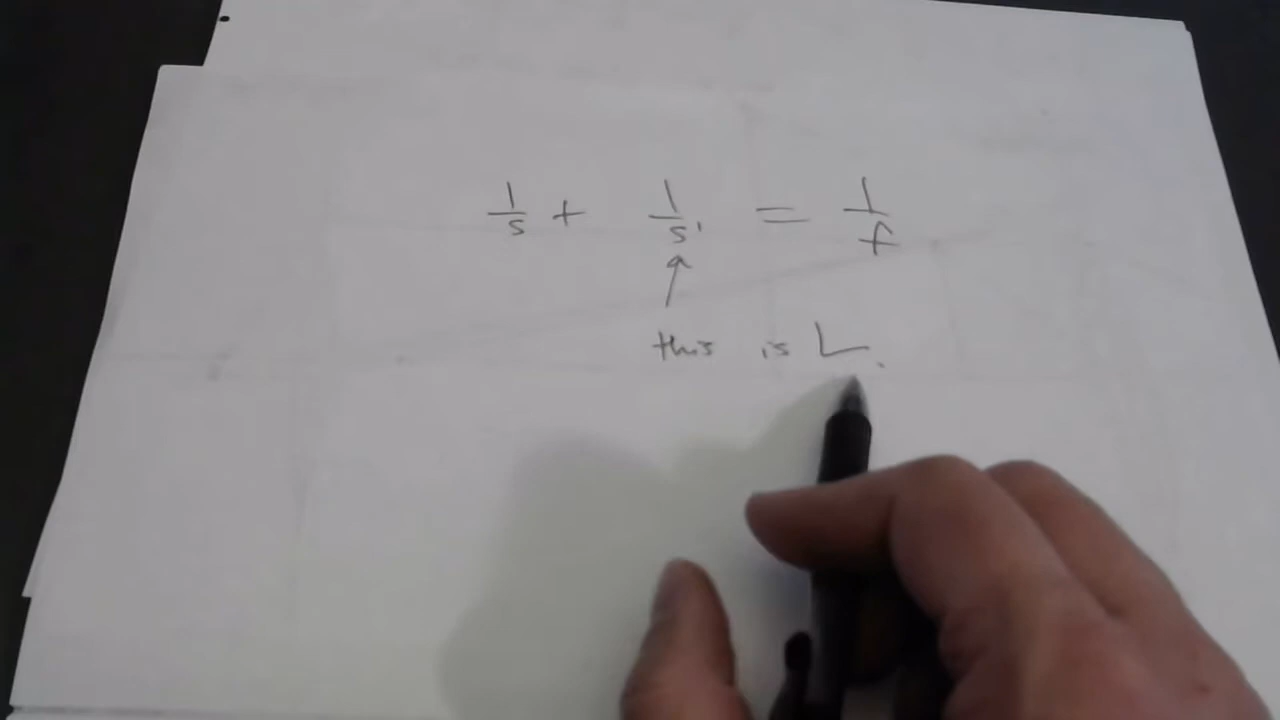 1/s + 1/s' = 1/f
this is L.